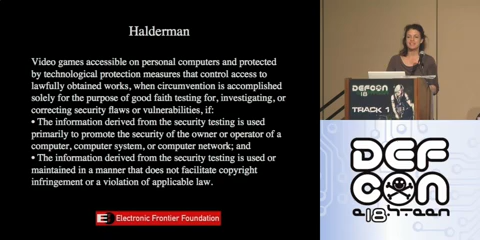 Halderman
Video games accessible on personal computers and protected
by technological protection measures that control access to
lawfully obtained works, when circumvention is accomplished
solely for the purpose of good faith testing for, investigating, or
correcting security flaws or vulnerabilities, if:
• The information derived from the security testing is used
primarily to promote the security of the owner or operator of a
computer, computer system, or computer network; and
• The information derived from the security testing is used or
maintained in a manner that does not facilitate copyright
infringement or a violation of applicable law.
Electronic Frontier Foundation
DEFCON
18
TRACK 1
DEF
CON